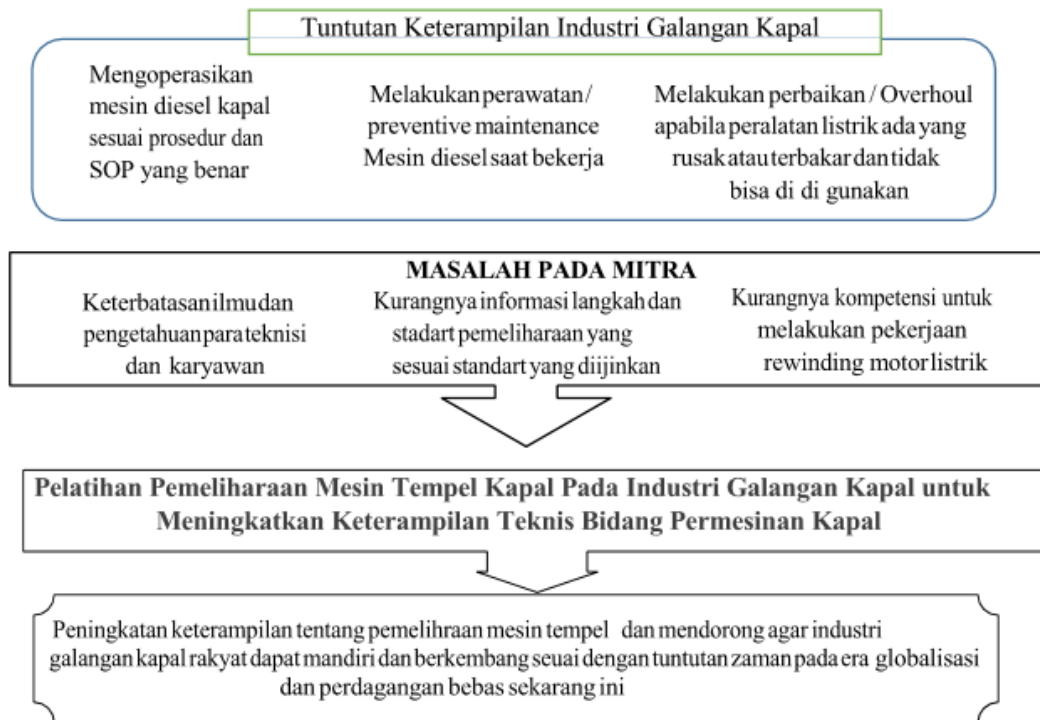 Tuntutan Keterampilan Industri Galangan Kapal
Mengoperasikan
mesin diesel kapal
sesuai prosedur dan
SOP yang benar
Melakukan perawatan /
preventive maintenance
Mesin diesel saat bekerja
Melakukan perbaikan / Overhoul
apabila peralatan listrik ada yang
rusak atau terbakar dan tidak
bisa di di gunakan
MASALAH PADA MITRA
Keterbatasan ilmu dan
pengetahuan para teknisi
dan karyawan
Kurangnya informasi langkah dan
stadart pemeliharaan yang
sesuai standart yang diijinkan
Kurangnya kompetensi untuk
melakukan pekerjaan
rewinding motor listrik
Pelatihan Pemeliharaan Mesin Tempel Kapal Pada Industri Galangan Kapal untuk
Meningkatkan Keterampilan Teknis Bidang Permesinan Kapal
Peningkatan keterampilan tentang pemelihraan mesin tempel dan mendorong agar industri
galangan kapal rakyat dapat mandiri dan berkembang seuai dengan tuntutan zaman pada era globalisasi
dan perdagangan bebas sekarang ini